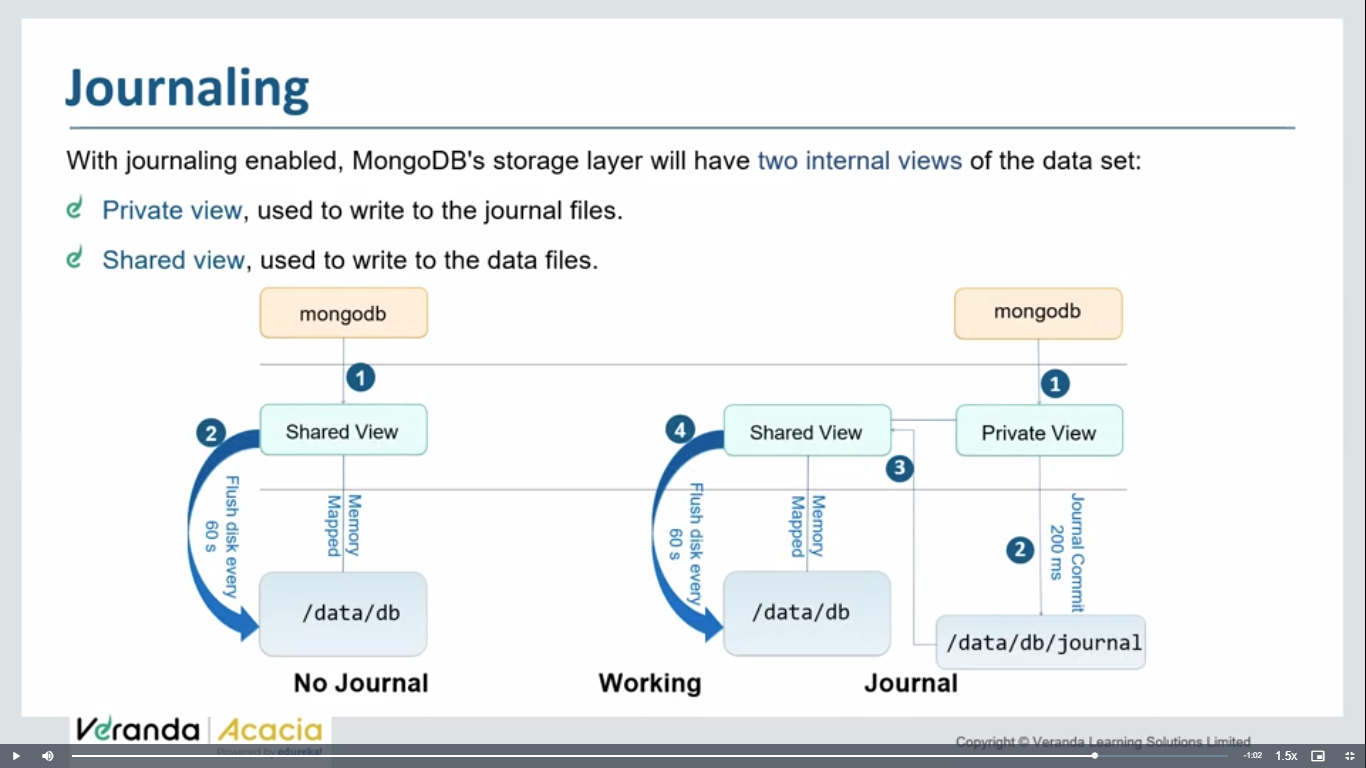 Journaling
With journaling enabled, MongoDB's storage layer will have two internal views of the data set:
Private view, used to write to the journal files.
Shared view, used to write to the data files.
mongodb
1
Shared View
2
Flush disk every
60 s
Memory
Mapped
/data/db
No Journal
mongodb
1
Shared View
Private View
4
3
Flush disk every
60 s
Memory
Mapped
2
Journal Commit
200 ms
/data/db
/data/db/journal
Working
Journal
Veranda | Acacia
Powered by edureka!
Copyright © Veranda Learning Solutions Limited
-1:02
1.5x